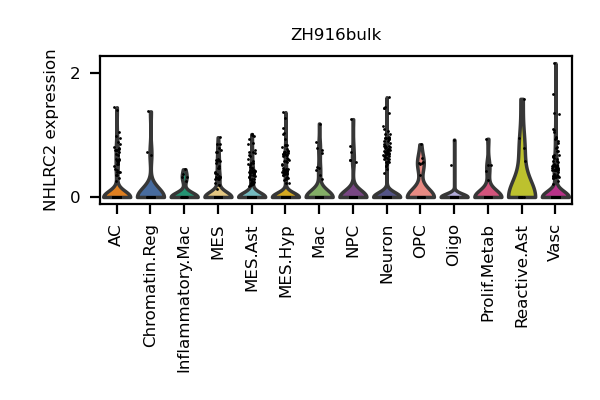 ZH916bulk
NHLRC2 expression
2
0
AC
Chromatin.Reg
Inflammatory.Mac
MES
MES.Ast
MES.Hyp
Mac
NPC
Neuron
OPC
Oligo
Prolif.Metab
Reactive.Ast
Vasc